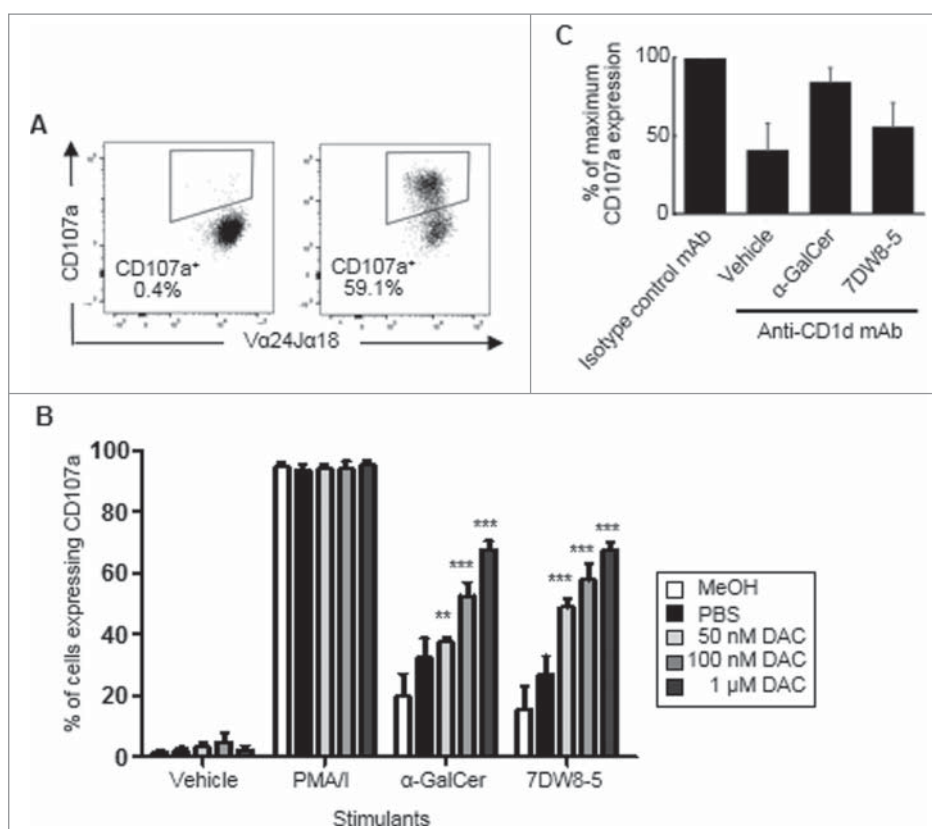 A
CD107a
CD107a⁺
0.4%
CD107a⁺
59.1%
Vα24Jα18
C
% of maximum
CD107a expression
100
50
0
Isotype control mAb
Vehicle
α-GalCer
7DW8-5
Anti-CD1d mAb
B
% of cells expressing CD107a
100
80
60
40
20
0
***
***
**
***
***
***
Vehicle
PMA/I
α-GalCer
7DW8-5
Stimulants
MeOH
PBS
50 nM DAC
100 nM DAC
1 µM DAC